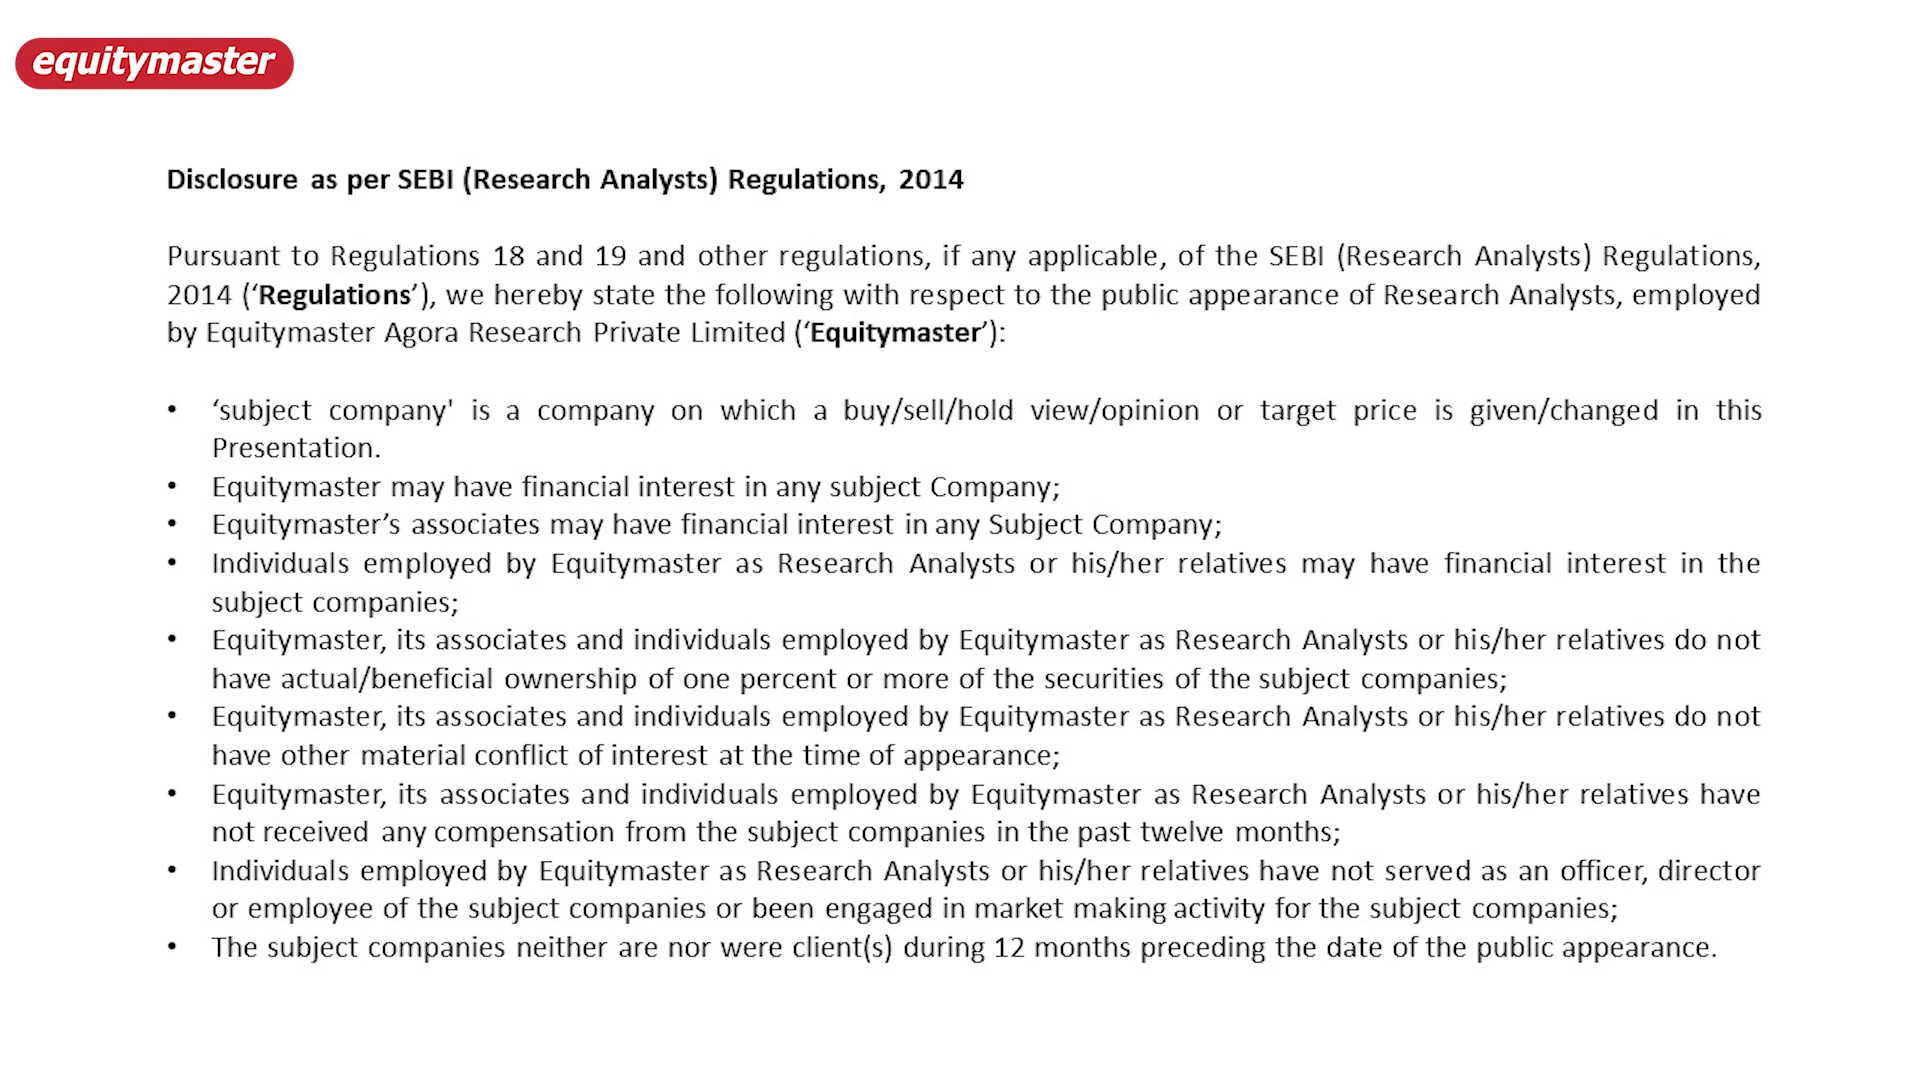 equitymaster
Disclosure as per SEBI (Research Analysts) Regulations, 2014
Pursuant to Regulations 18 and 19 and other regulations, if any applicable, of the SEBI (Research Analysts) Regulations,
2014 (‘Regulations’), we hereby state the following with respect to the public appearance of Research Analysts, employed
by Equitymaster Agora Research Private Limited (‘Equitymaster’):
• ‘subject company' is a company on which a buy/sell/hold view/opinion or target price is given/changed in this
Presentation.
• Equitymaster may have financial interest in any subject Company;
• Equitymaster’s associates may have financial interest in any Subject Company;
• Individuals employed by Equitymaster as Research Analysts or his/her relatives may have financial interest in the
subject companies;
• Equitymaster, its associates and individuals employed by Equitymaster as Research Analysts or his/her relatives do not
have actual/beneficial ownership of one percent or more of the securities of the subject companies;
• Equitymaster, its associates and individuals employed by Equitymaster as Research Analysts or his/her relatives do not
have other material conflict of interest at the time of appearance;
• Equitymaster, its associates and individuals employed by Equitymaster as Research Analysts or his/her relatives have
not received any compensation from the subject companies in the past twelve months;
• Individuals employed by Equitymaster as Research Analysts or his/her relatives have not served as an officer, director
or employee of the subject companies or been engaged in market making activity for the subject companies;
• The subject companies neither are nor were client(s) during 12 months preceding the date of the public appearance.